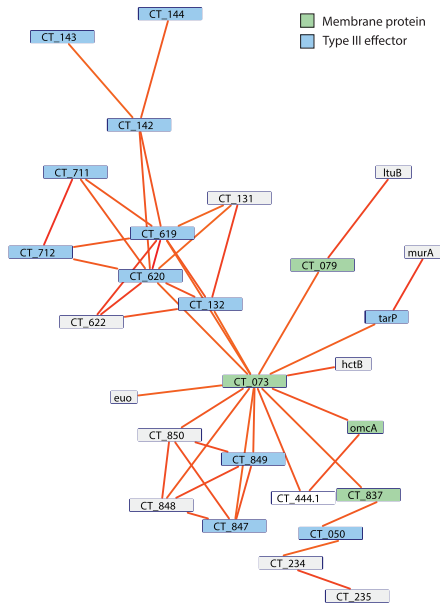 CT_144
Membrane protein
CT_143
Type III effector
CT_142
CT_711
ltuB
CT_131
CT_619
CT_712
murA
CT_079
CT_620
CT_132
CT_622
tarP
hctB
CT_073
euo
CT_850
omcA
CT_849
CT_444.1
CT_837
CT_848
CT_847
CT_050
CT_234
CT_235